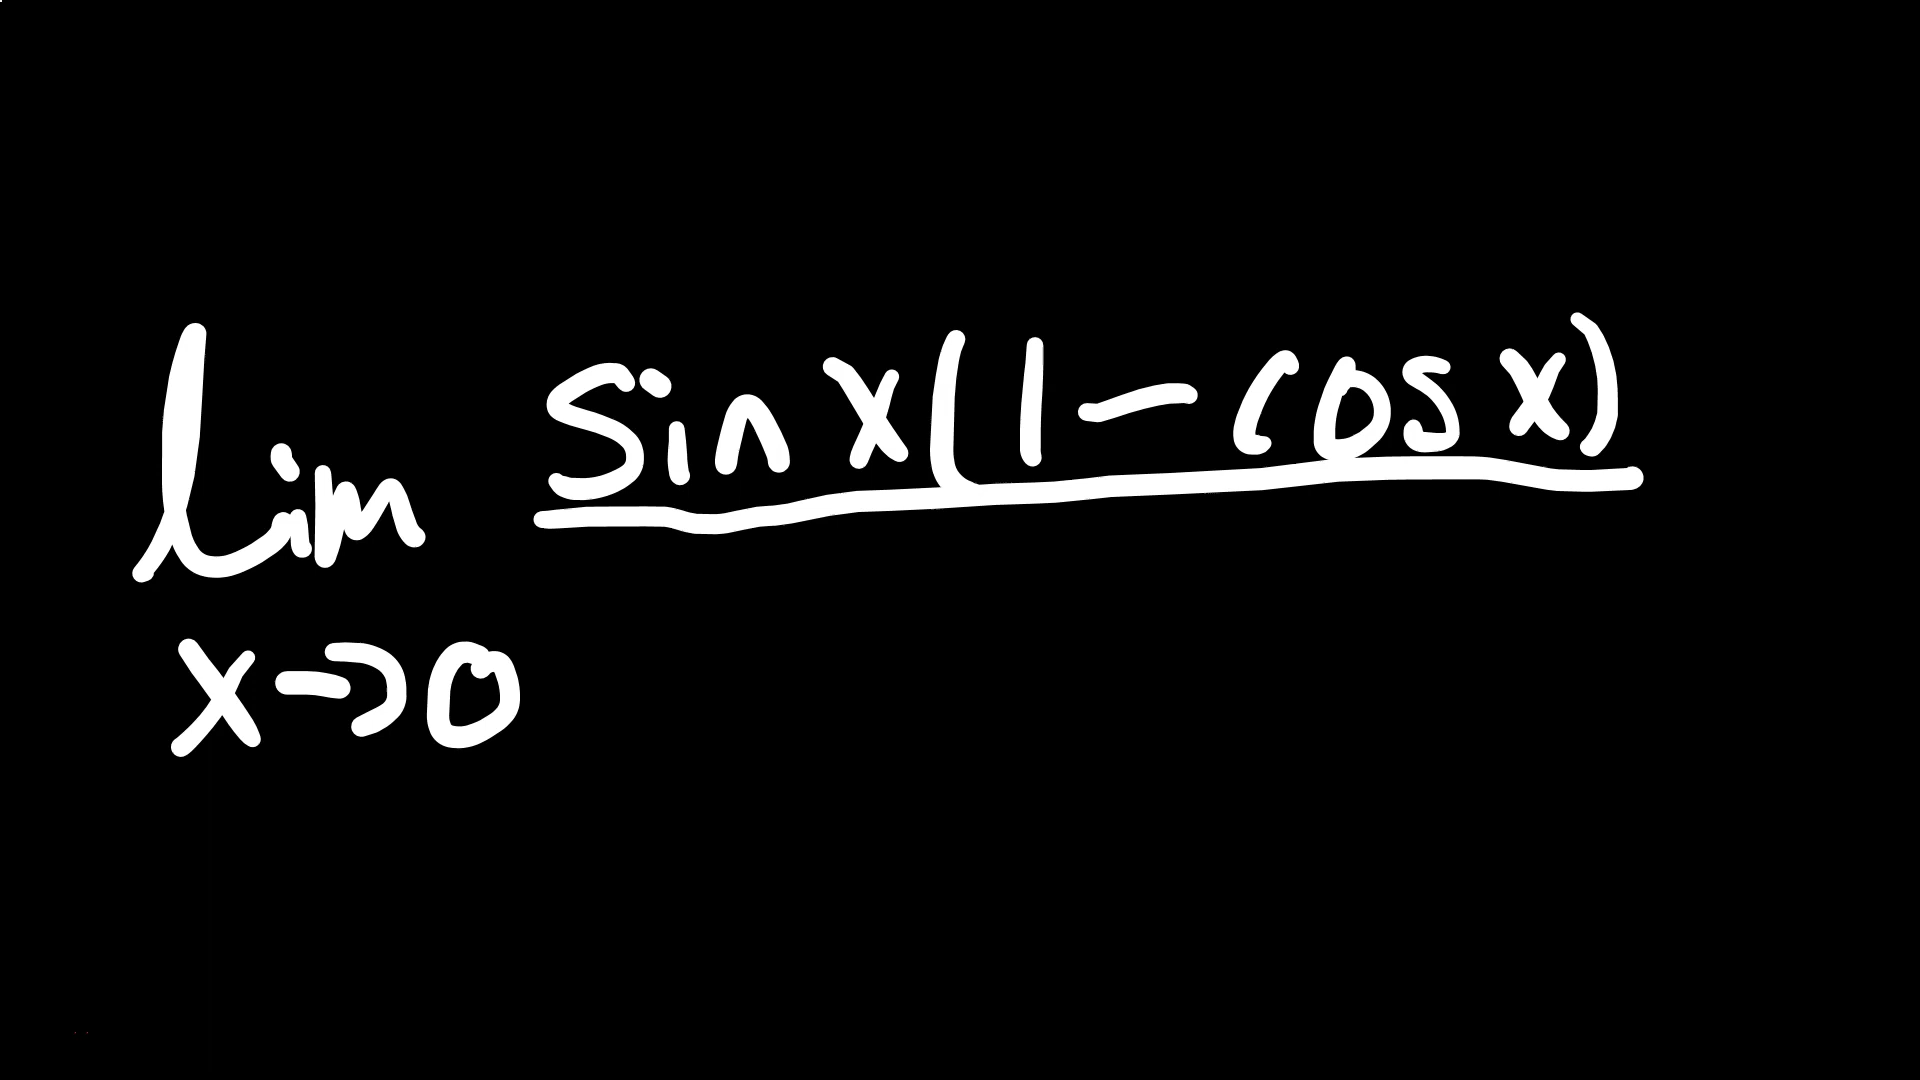 lim sin x(1 - cos x)
x→0